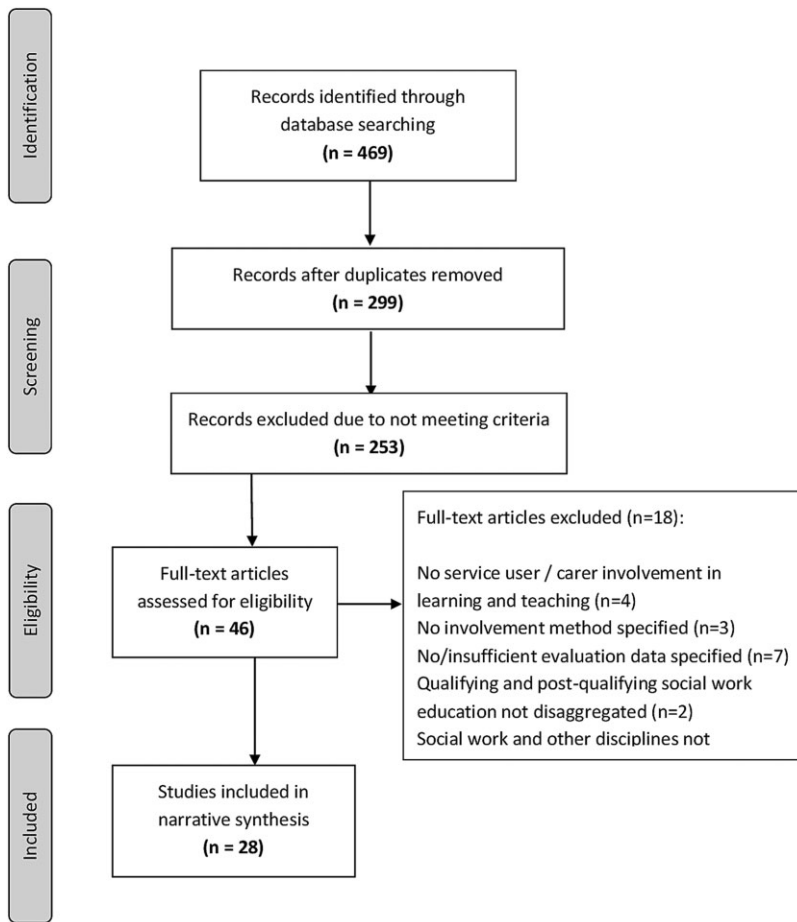 Identification
Records identified through
database searching
(n = 469)
Screening
Records after duplicates removed
(n = 299)
Records excluded due to not meeting criteria
(n = 253)
Eligibility
Full-text articles
assessed for eligibility
(n = 46)
Full-text articles excluded (n=18):
No service user / carer involvement in
learning and teaching (n=4)
No involvement method specified (n=3)
No/insufficient evaluation data specified (n=7)
Qualifying and post-qualifying social work
education not disaggregated (n=2)
Social work and other disciplines not
Included
Studies included in
narrative synthesis
(n = 28)